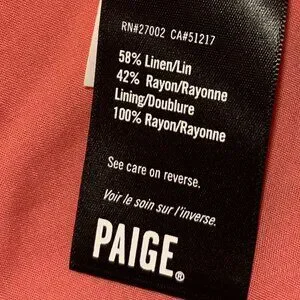 RN#27002 CA#51217
58% Linen/Lin
42% Rayon/Rayonne
Lining/Doublure
100% Rayon/Rayonne
See care on reverse.
Voir le soin sur l'inverse.
PAIGE®